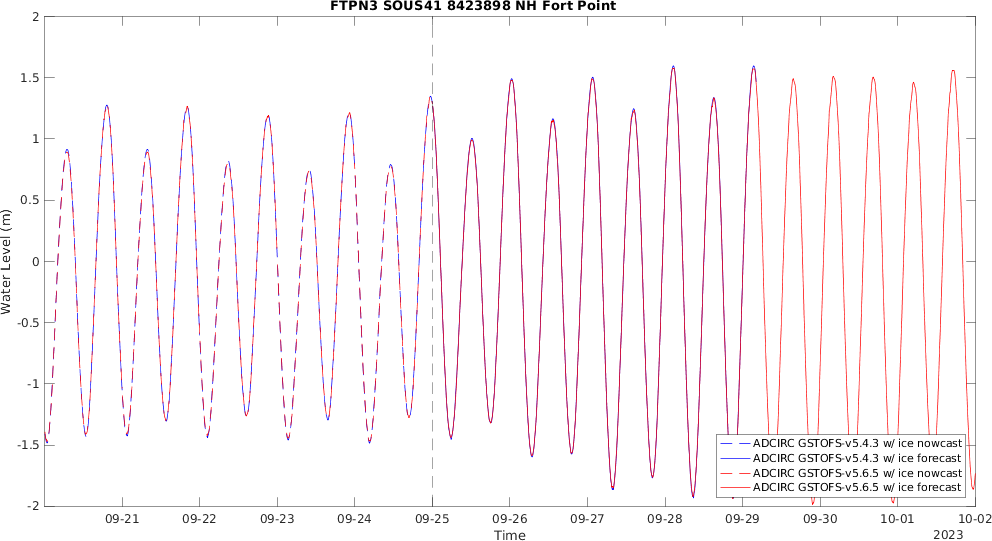 FTPN3 SOUS41 8423898 NH Fort Point
2
1.5
1
0.5
0
-0.5
-1
-1.5
-2
Water Level (m)
09-21 09-22 09-23 09-24 09-25 09-26 09-27 09-28 09-29 09-30 10-01 10-02
Time
2023
ADCIRC GSTOFS-v5.4.3 w/ ice nowcast
ADCIRC GSTOFS-v5.4.3 w/ ice forecast
ADCIRC GSTOFS-v5.6.5 w/ ice nowcast
ADCIRC GSTOFS-v5.6.5 w/ ice forecast